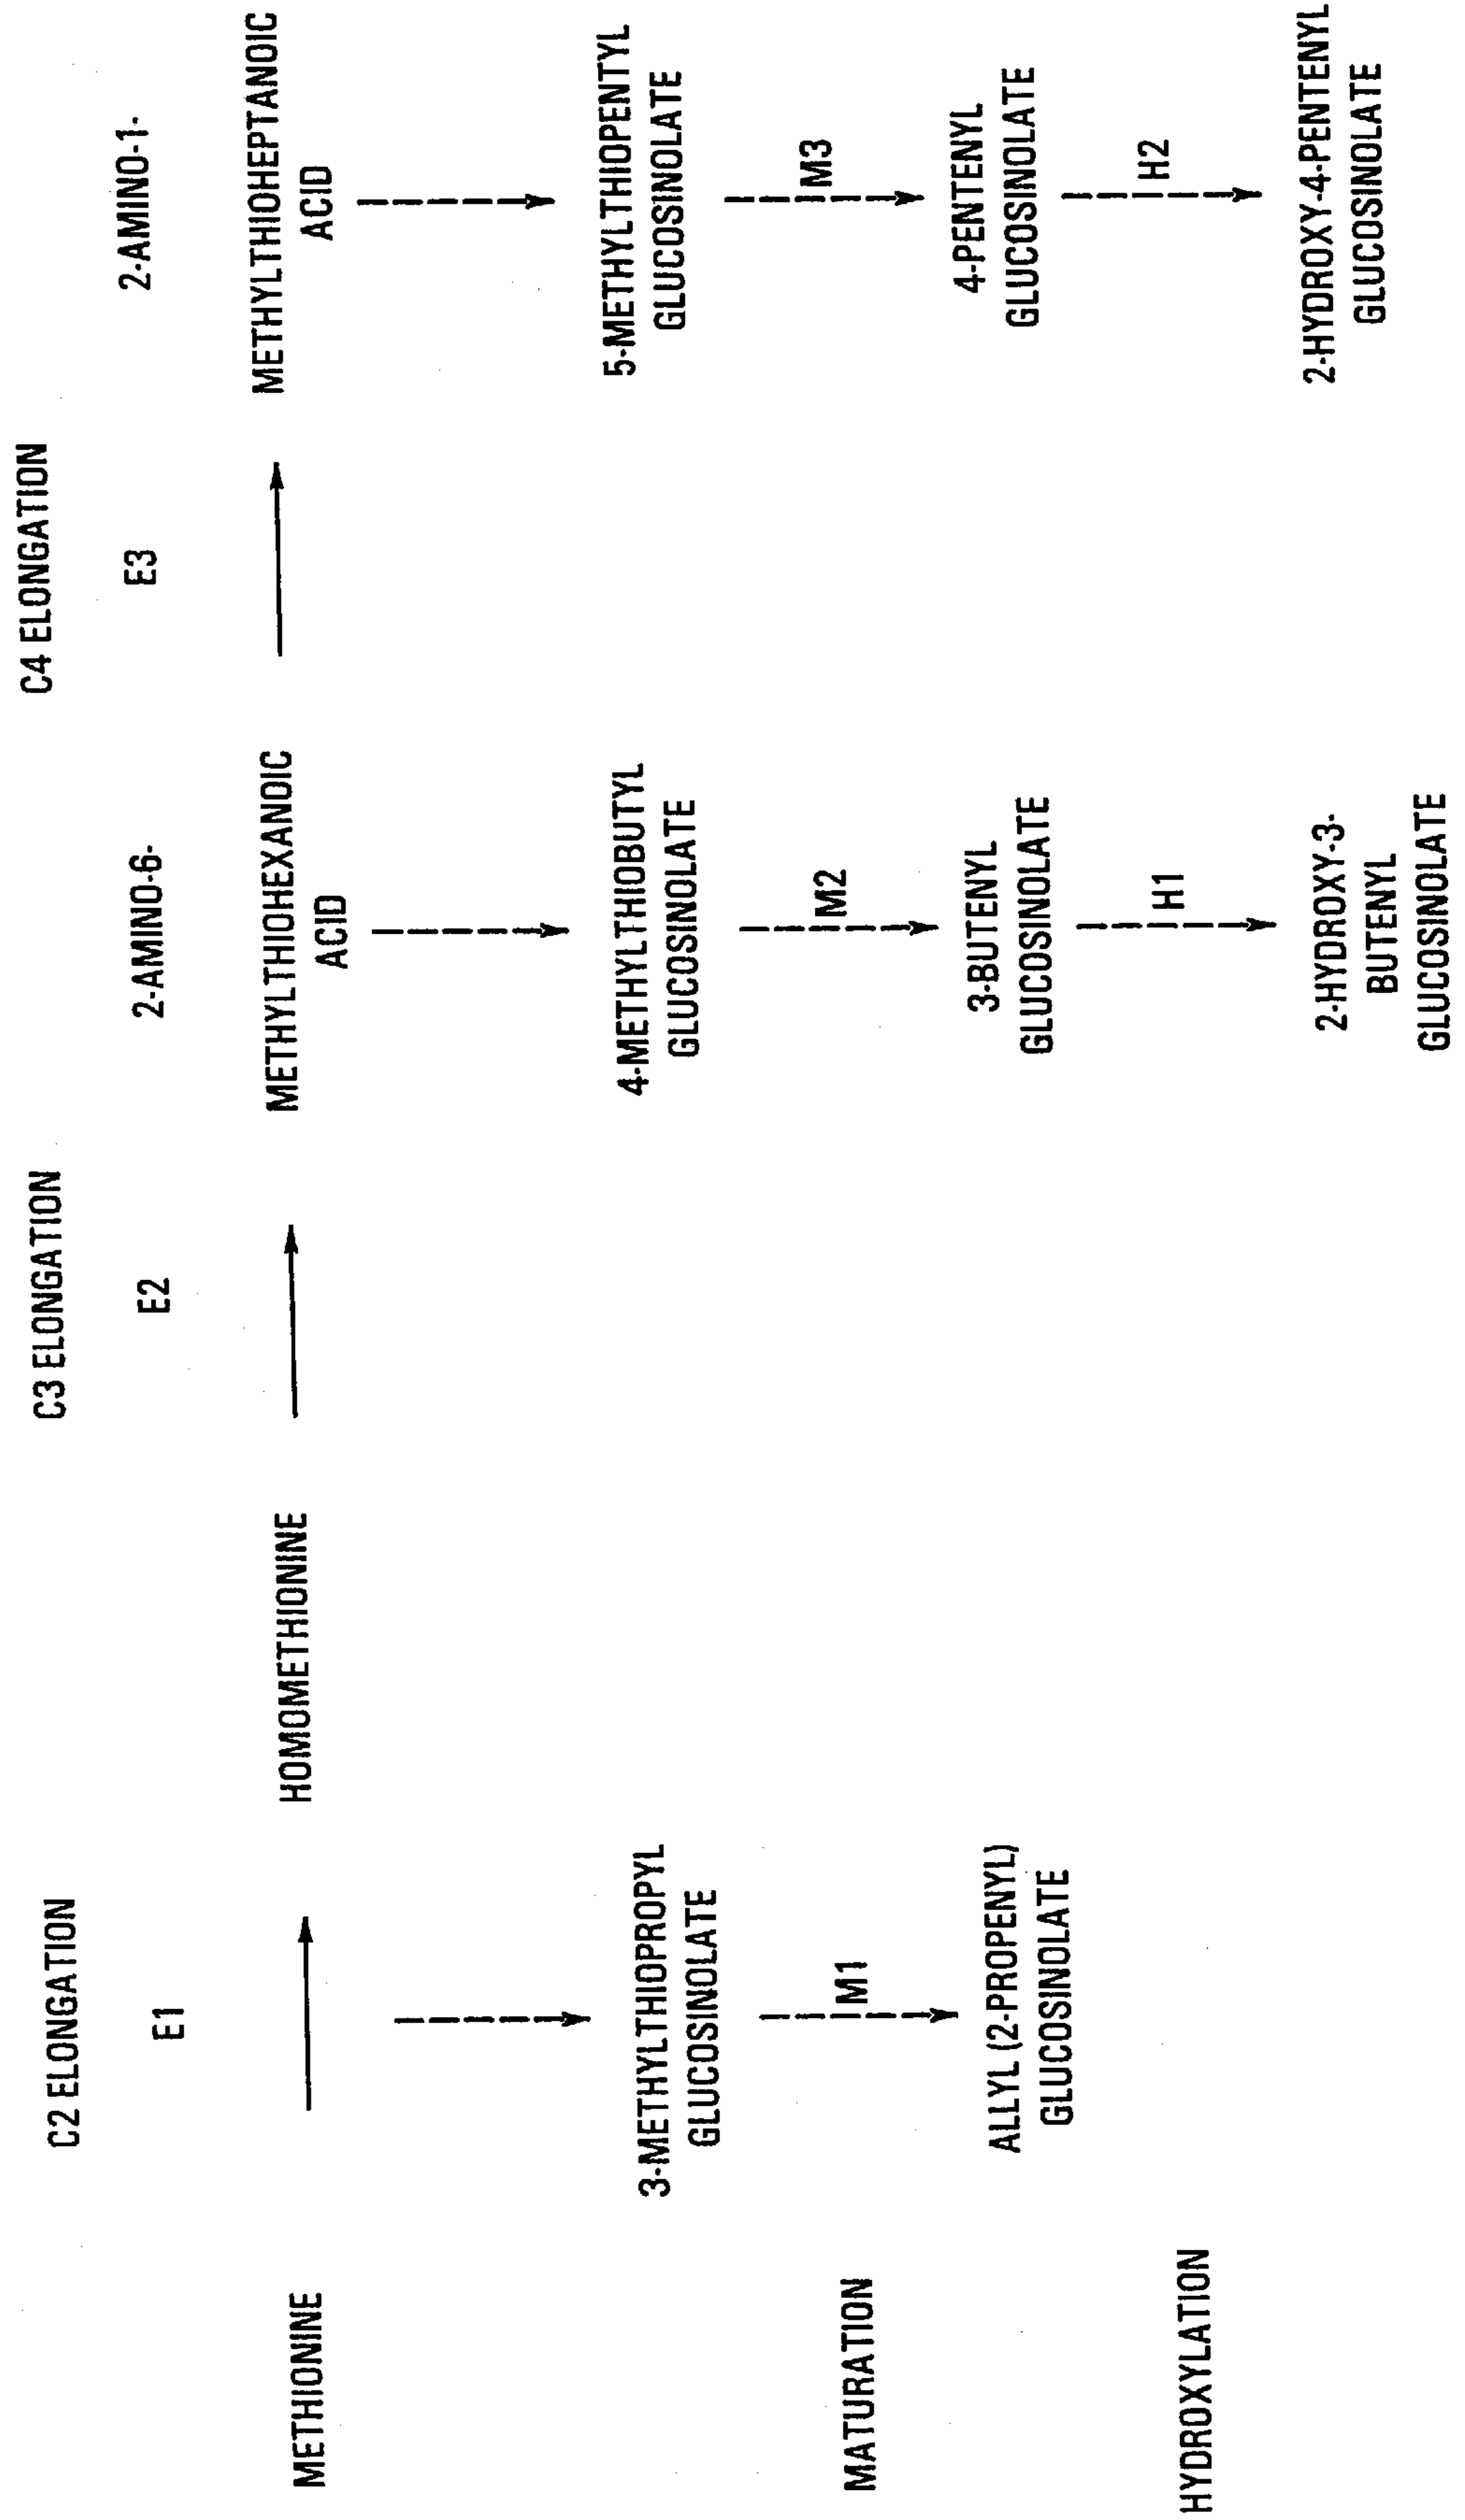 C2 ELONGATION
C3 ELONGATION
C4 ELONGATION
E1
E2
2-AMINO-6-
E3
2-AMINO-1-
METHIONINE
HOMOMETHIONINE
METHYLTHIOHEXANOIC
ACID
METHYLTHIOHEPTANOIC
ACID
3-METHYLTHIOPROPYL
GLUCOSINOLATE
4-METHYLTHIOBUTYL
GLUCOSINOLATE
5-METHYLTHIOPENTYL
GLUCOSINOLATE
MATURATION
M1
M2
M3
ALLYL (2-PROPENYL)
GLUCOSINOLATE
3-BUTENYL
GLUCOSINOLATE
4-PENTENYL
GLUCOSINOLATE
HYDROXYLATION
H1
H2
2-HYDROXY-3-
BUTENYL
GLUCOSINOLATE
2-HYDROXY-4-PENTENYL
GLUCOSINOLATE